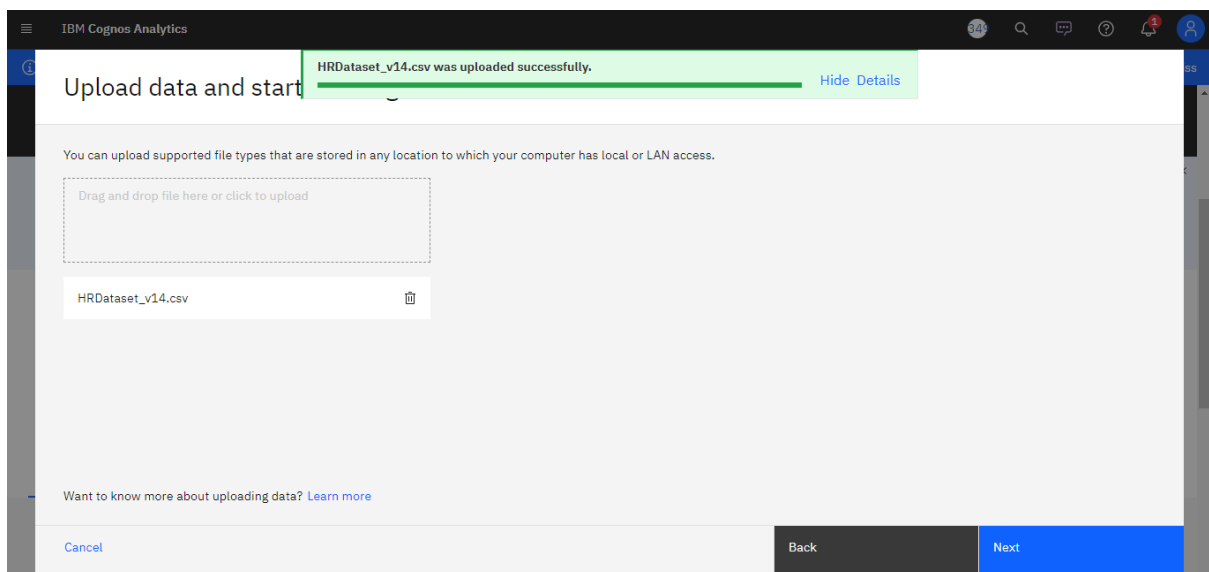 IBM Cognos Analytics
349
1
HRDataset_v14.csv was uploaded successfully.
Hide Details
ss
Upload data and start
You can upload supported file types that are stored in any location to which your computer has local or LAN access.
Drag and drop file here or click to upload
HRDataset_v14.csv
Want to know more about uploading data? Learn more
Cancel
Back
Next